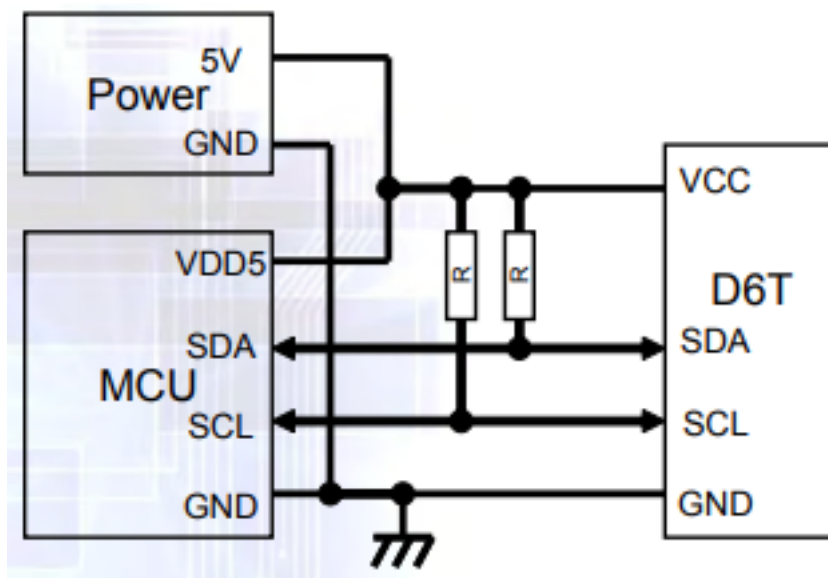 5V
Power
GND
VDD5
SDA
MCU
SCL
GND
R
R
VCC
D6T
SDA
SCL
GND